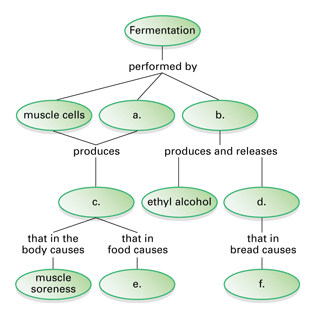 Fermentation
performed by
muscle cells
a.
b.
produces
produces and releases
c.
ethyl alcohol
d.
that in the
body causes
that in
food causes
that in
bread causes
muscle
soreness
e.
f.